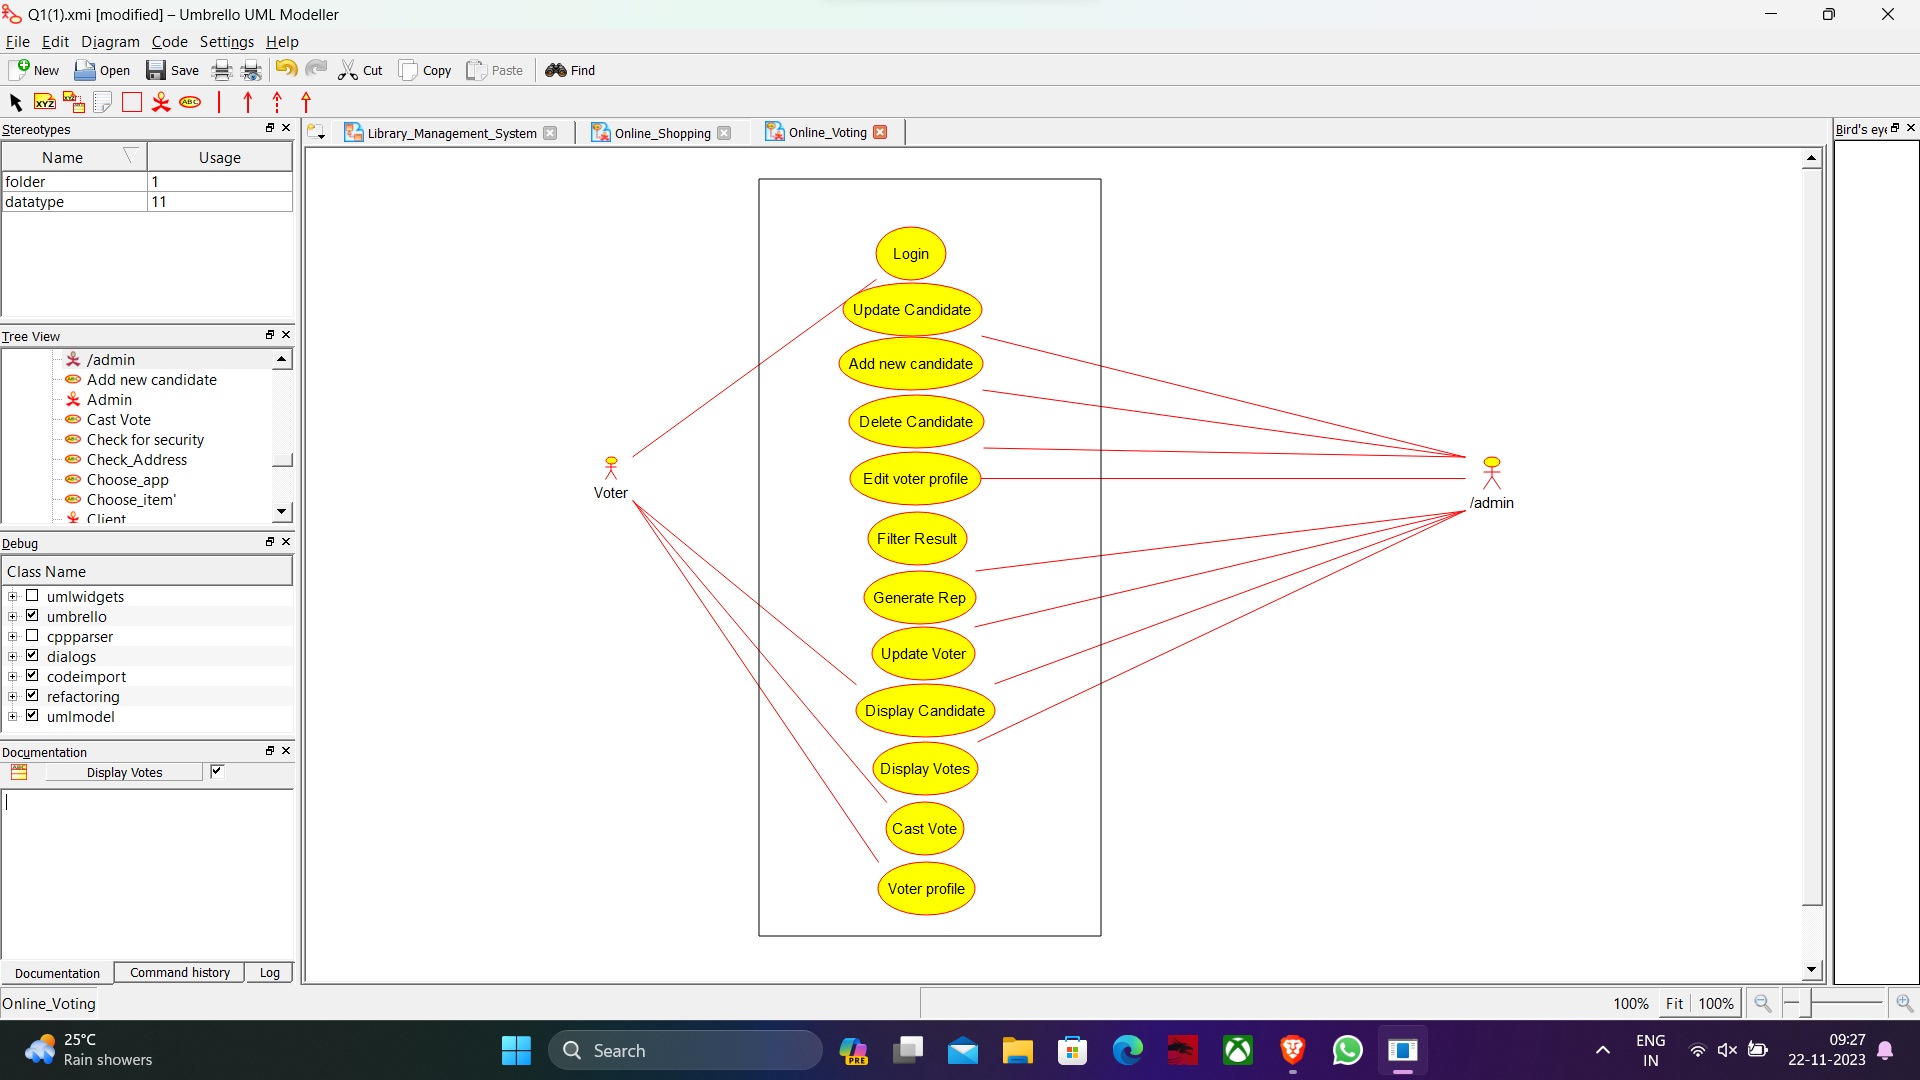 Q1(1).xmi [modified] – Umbrello UML Modeller
File Edit Diagram Code Settings Help
New Open Save Cut Copy Paste Find
XYZ XYZ ABC
Stereotypes
Name Usage
folder 1
datatype 11
Tree View
/admin
Add new candidate
Admin
Cast Vote
Check for security
Check_Address
Choose_app
Choose_item'
Client
Debug
Class Name
umlwidgets
umbrello
cppparser
dialogs
codeimport
refactoring
umlmodel
Documentation
Display Votes
Documentation Command history Log
Library_Management_System Online_Shopping Online_Voting
Login
Update Candidate
Add new candidate
Delete Candidate
Edit voter profile
Filter Result
Generate Rep
Update Voter
Display Candidate
Display Votes
Cast Vote
Voter profile
Voter
/admin
Bird's eye
Online_Voting
100% Fit 100%
25°C
Rain showers
Search
PRE
ENG
IN
09:27
22-11-2023